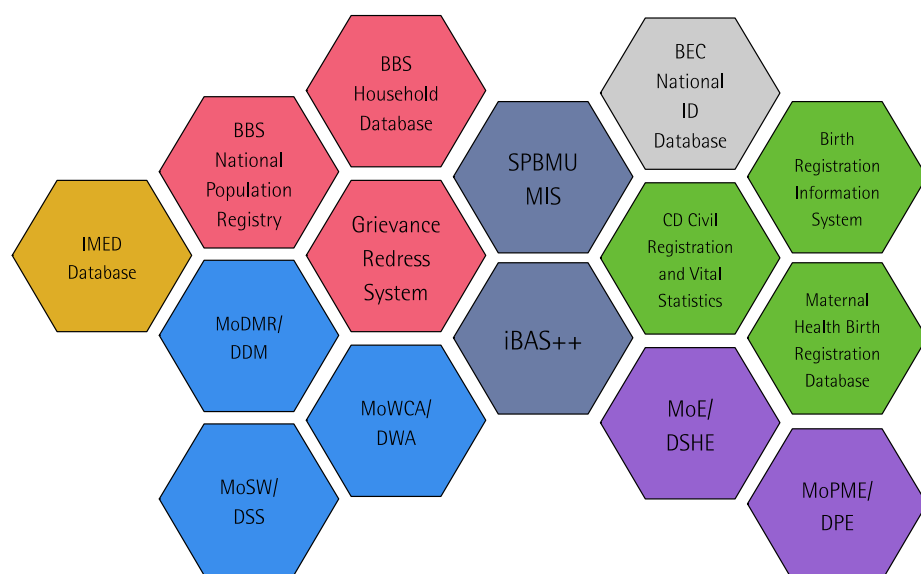 BBS
Household
Database
BEC
National
ID
Database
BBS
National
Population
Registry
SPBMU
MIS
Birth
Registration
Information
System
IMED
Database
Grievance
Redress
System
CD Civil
Registration
and Vital
Statistics
MoDMR/
DDM
iBAS++
Maternal
Health Birth
Registration
Database
MoWCA/
DWA
MoE/
DSHE
MoSW/
DSS
MoPME/
DPE